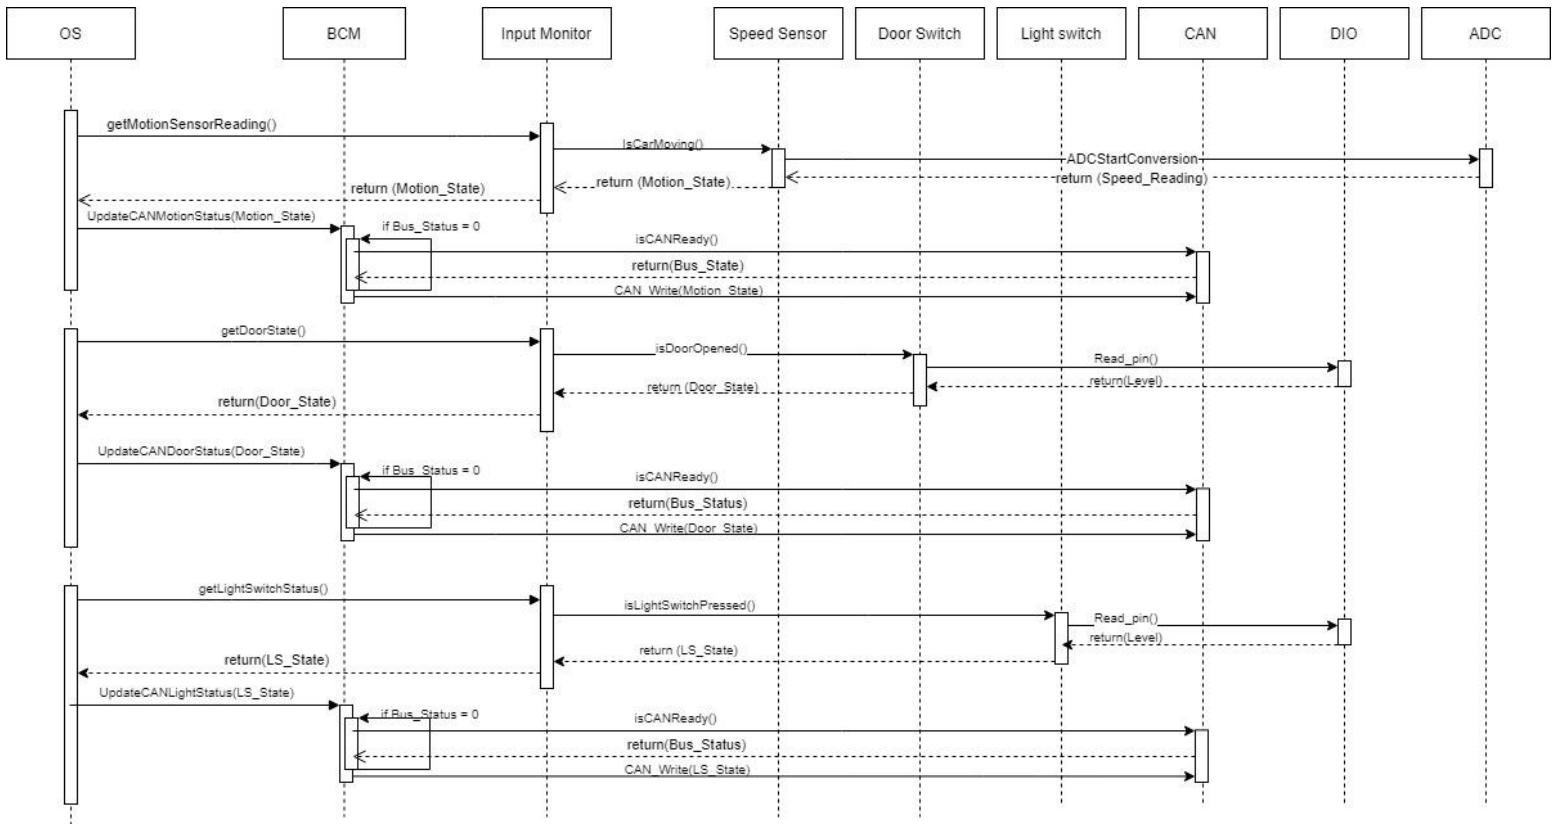 OS
BCM
Input Monitor
Speed Sensor
Door Switch
Light switch
CAN
DIO
ADC
getMotionSensorReading()
IsCarMoving()
ADCStartConversion
return (Speed_Reading)
return (Motion_State)
return (Motion_State)
UpdateCANMotionStatus(Motion_State)
if Bus_Status = 0
isCANReady()
return(Bus_State)
CAN_Write(Motion_State)
getDoorState()
isDoorOpened()
Read_pin()
return(Level)
return (Door_State)
return(Door_State)
UpdateCANDoorStatus(Door_State)
if Bus_Status = 0
isCANReady()
return(Bus_Status)
CAN_Write(Door_State)
getLightSwitchStatus()
isLightSwitchPressed()
Read_pin()
return(Level)
return (LS_State)
return(LS_State)
UpdateCANLightStatus(LS_State)
if Bus_Status = 0
isCANReady()
return(Bus_Status)
CAN_Write(LS_State)